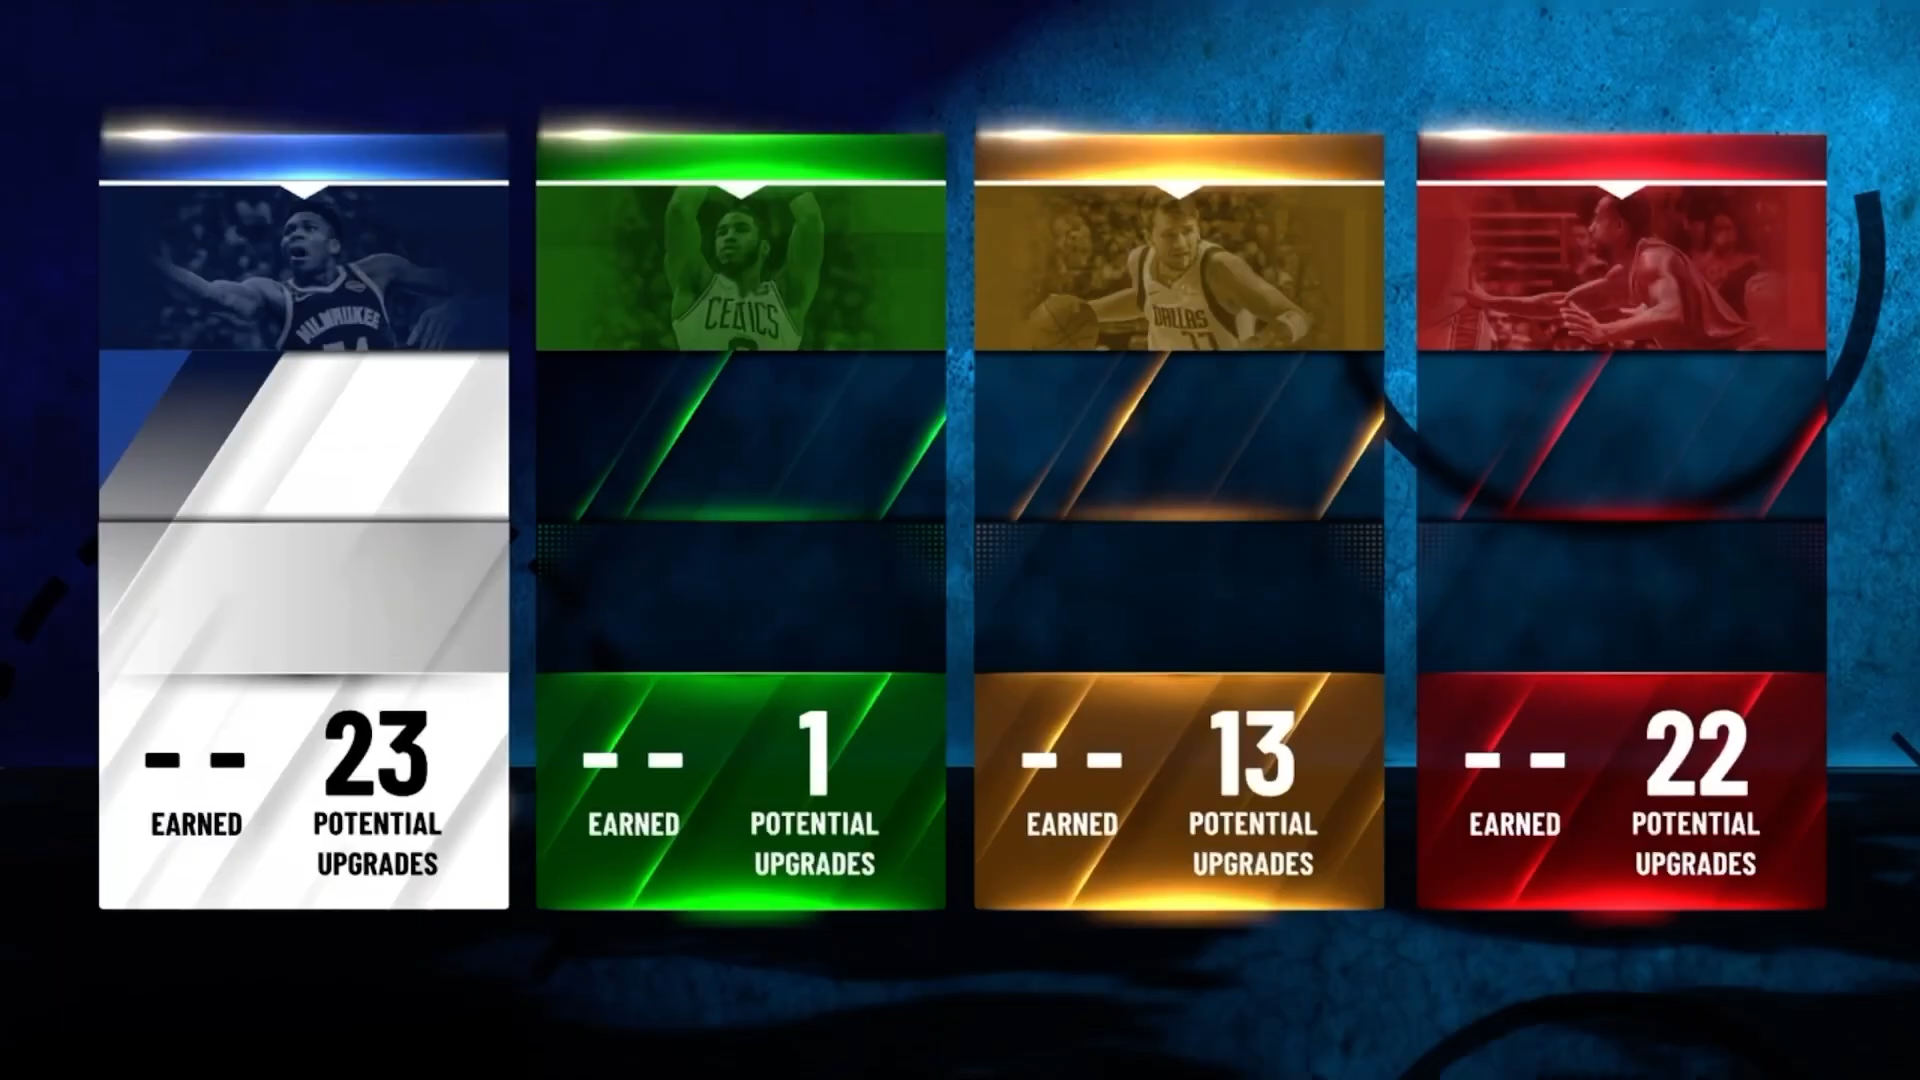 MILWAUKEE
CELTICS
DALLAS
77
- - 23
EARNED POTENTIAL
UPGRADES
- - 1
EARNED POTENTIAL
UPGRADES
- - 13
EARNED POTENTIAL
UPGRADES
- - 22
EARNED POTENTIAL
UPGRADES